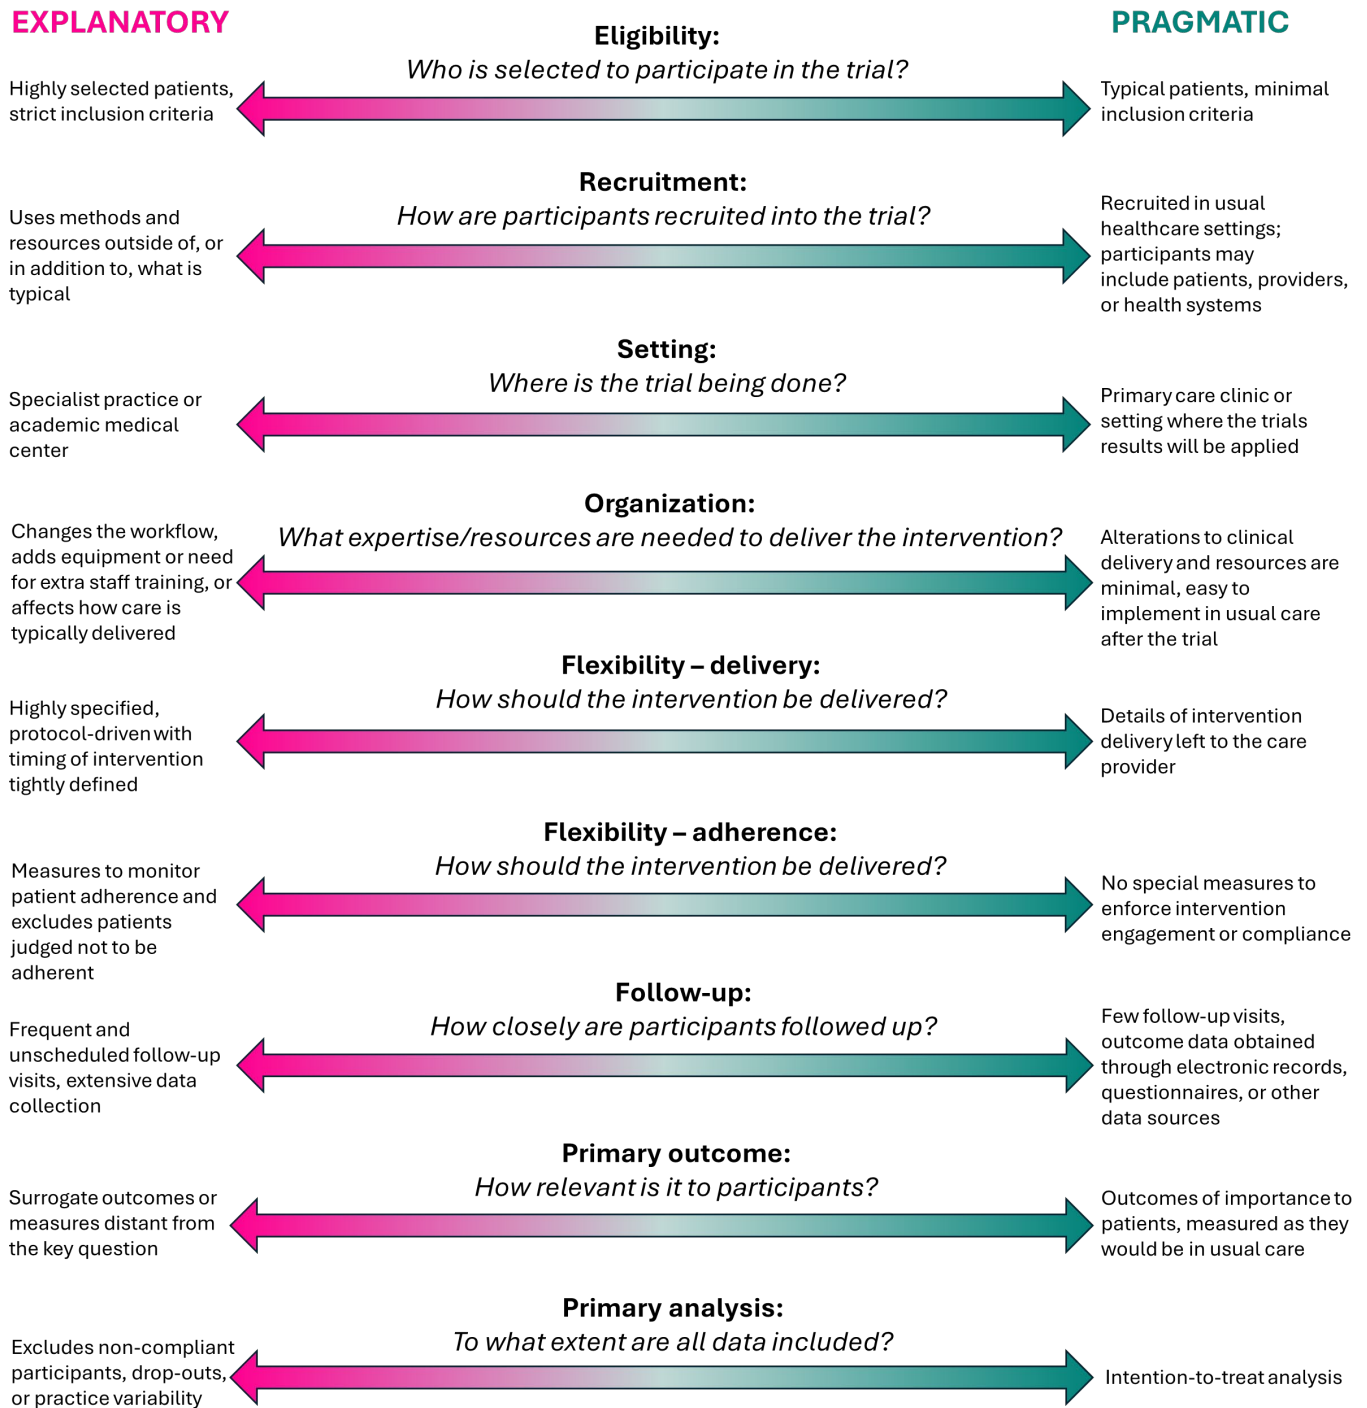 EXPLANATORY
PRAGMATIC
Eligibility:
Who is selected to participate in the trial?
Highly selected patients,
strict inclusion criteria
Typical patients, minimal
inclusion criteria
Recruitment:
How are participants recruited into the trial?
Uses methods and
resources outside of, or
in addition to, what is
typical
Recruited in usual
healthcare settings;
participants may
include patients, providers,
or health systems
Setting:
Where is the trial being done?
Specialist practice or
academic medical
center
Primary care clinic or
setting where the trials
results will be applied
Organization:
What expertise/resources are needed to deliver the intervention?
Changes the workflow,
adds equipment or need
for extra staff training, or
affects how care is
typically delivered
Alterations to clinical
delivery and resources are
minimal, easy to
implement in usual care
after the trial
Flexibility – delivery:
How should the intervention be delivered?
Highly specified,
protocol-driven with
timing of intervention
tightly defined
Details of intervention
delivery left to the care
provider
Flexibility – adherence:
How should the intervention be delivered?
Measures to monitor
patient adherence and
excludes patients
judged not to be
adherent
No special measures to
enforce intervention
engagement or compliance
Follow-up:
How closely are participants followed up?
Frequent and
unscheduled follow-up
visits, extensive data
collection
Few follow-up visits,
outcome data obtained
through electronic records,
questionnaires, or other
data sources
Primary outcome:
How relevant is it to participants?
Surrogate outcomes or
measures distant from
the key question
Outcomes of importance to
patients, measured as they
would be in usual care
Primary analysis:
To what extent are all data included?
Excludes non-compliant
participants, drop-outs,
or practice variability
Intention-to-treat analysis